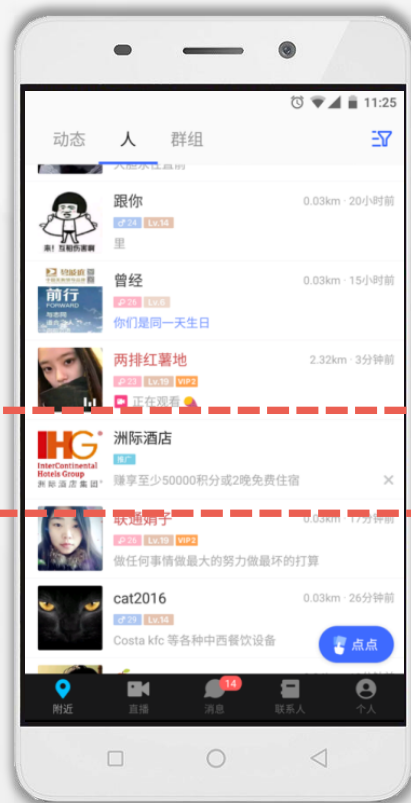 11:25
动态 人 群组
跟你
0.03km · 20小时前
♂24 Lv.14
里
来！互相伤害啊
曾经
0.03km · 15小时前
28 Lv.6
你们是同一天生日
前行
FORWARD
两排红薯地
2.32km · 3分钟前
23 Lv.19 VIP2
正在观看
IHG®
InterContinental
Hotels Group
洲际酒店集团®
洲际酒店
推广
赚享至少50000积分或2晚免费住宿
×
联通娟子
0.03km · 17分钟前
26 Lv.19 VIP2
做任何事情做最大的努力做最坏的打算
cat2016
0.03km · 26分钟前
♂29 Lv.14
Costa kfc 等各种中西餐饮设备
点点
14
附近 直播 消息 联系人 个人